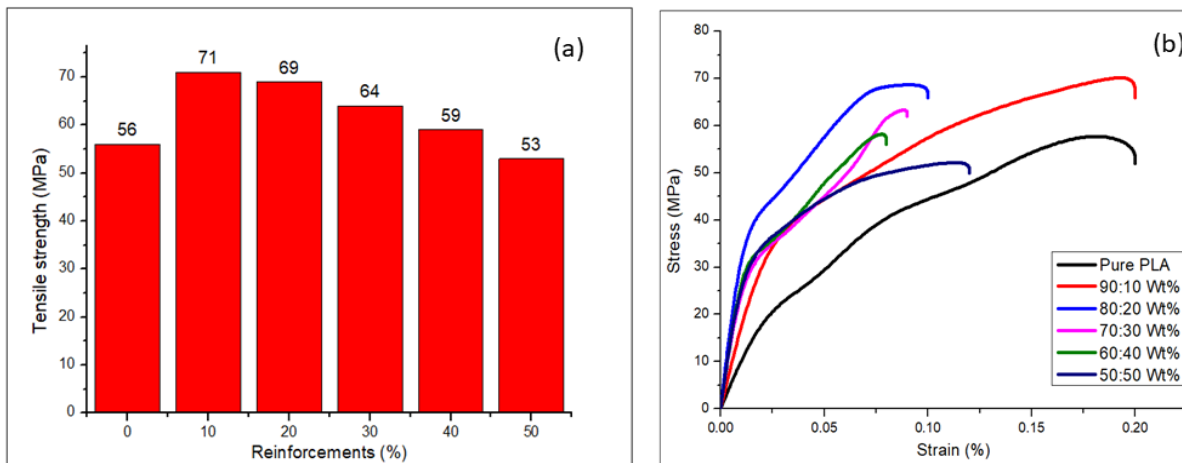 (a)
Tensile strength (MPa)
70
60
50
40
30
20
10
0
56
71
69
64
59
53
0 10 20 30 40 50
Reinforcements (%)
(b)
Stress (MPa)
80
70
60
50
40
30
20
10
0
0.00 0.05 0.10 0.15 0.20
Strain (%)
Pure PLA
90:10 Wt%
80:20 Wt%
70:30 Wt%
60:40 Wt%
50:50 Wt%